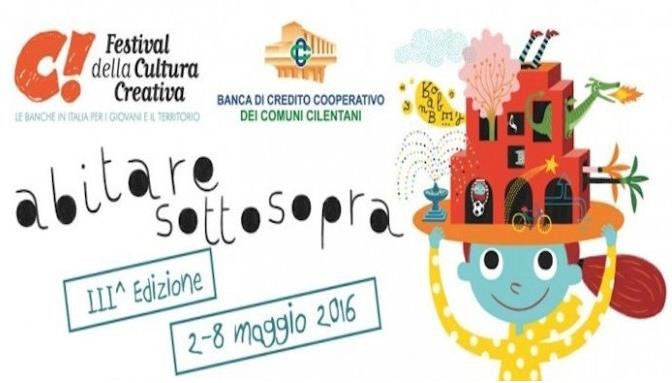 C!
Festival
della Cultura
Creativa
LE BANCHE IN ITALIA PER I GIOVANI E IL TERRITORIO
BANCA DI CREDITO COOPERATIVO
DEI COMUNI CILENTANI
abitare
sottosopra
III^ Edizione
2-8 maggio 2016